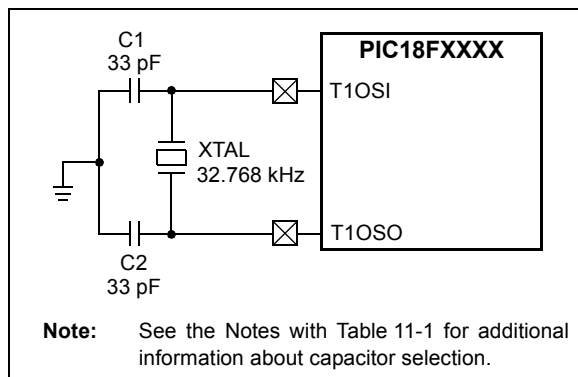 C1
33 pF
PIC18FXXXX
T1OSI
XTAL
32.768 kHz
T1OSO
C2
33 pF
Note: See the Notes with Table 11-1 for additional
information about capacitor selection.